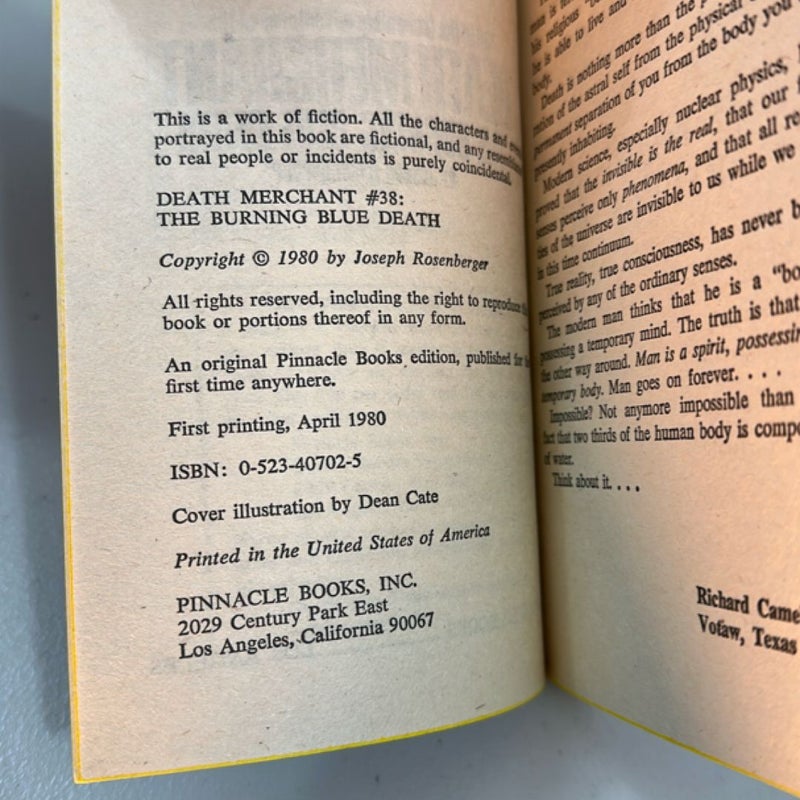 This is a work of fiction. All the characters and
portrayed in this book are fictional, and any
to real people or incidents is purely coincidental.
DEATH MERCHANT #38:
THE BURNING BLUE DEATH
Copyright © 1980 by Joseph Rosenberger
All rights reserved, including the right to reproduce
book or portions thereof in any form.
An original Pinnacle Books edition, published for
first time anywhere.
First printing, April 1980
ISBN: 0-523-40702-5
Cover illustration by Dean Cate
Printed in the United States of America
PINNACLE BOOKS, INC.
2029 Century Park East
Los Angeles, California 90067
his religious
he is able to live and
body.
Death is nothing more than the
of the astral self from the physical
permanent separation of you from the body you
presently inhabiting.
Modern science, especially nuclear physics,
proved that the invisible is the real, that our
senses perceive only phenomena, and that all
of the universe are invisible to us while we
in this time continuum.
True reality, true consciousness, has never
perceived by any of the ordinary senses.
The modern man thinks that he is a
possessing a temporary mind. The truth is that
the other way around. Man is a spirit, possessing
temporary body. Man goes on forever. . . .
Impossible? Not anymore impossible than
fact that two thirds of the human body is
of water.
Think about it. . . .
Richard
Votaw, Texas